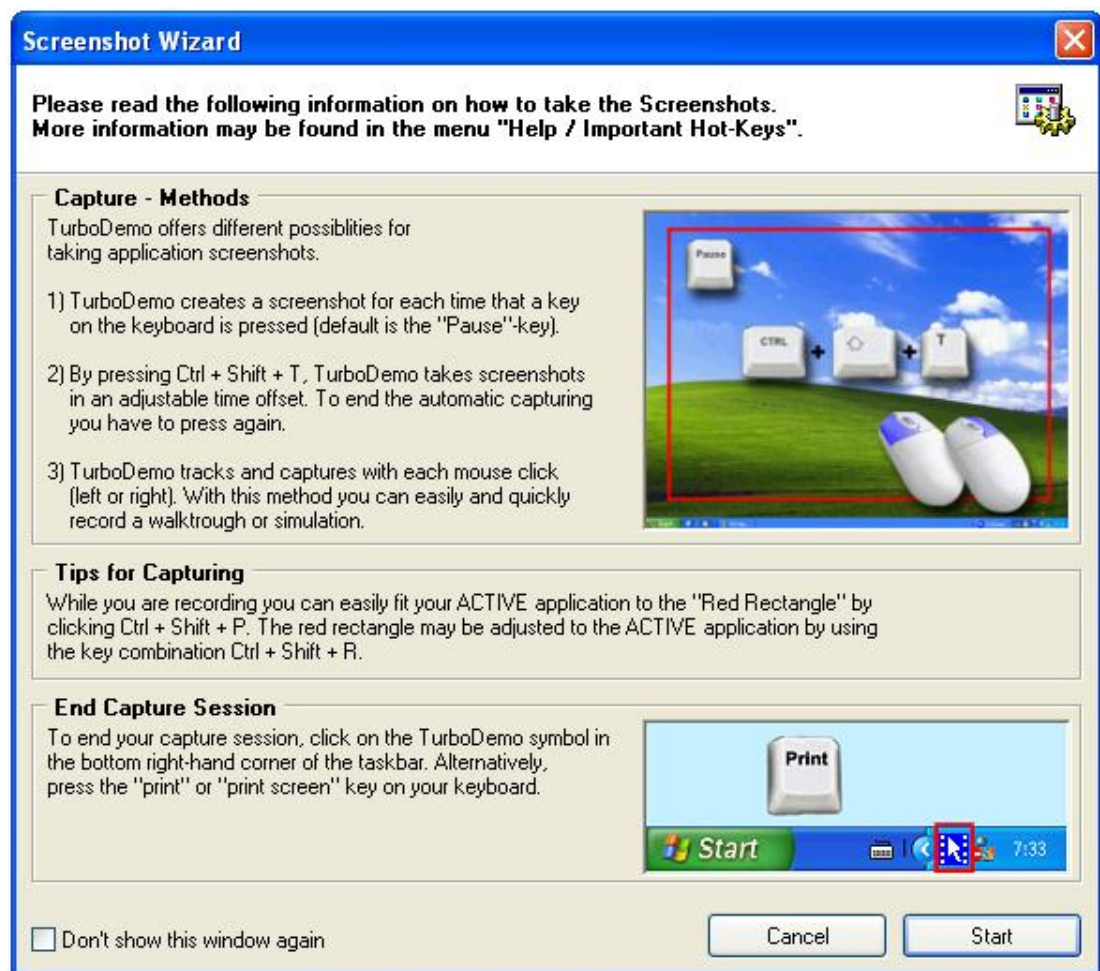 Screenshot Wizard
Please read the following information on how to take the Screenshots.
More information may be found in the menu "Help / Important Hot-Keys".
Capture - Methods
TurboDemo offers different possiblities for
taking application screenshots.
1) TurboDemo creates a screenshot for each time that a key
on the keyboard is pressed (default is the "Pause"-key).
2) By pressing Ctrl + Shift + T, TurboDemo takes screenshots
in an adjustable time offset. To end the automatic capturing
you have to press again.
3) TurboDemo tracks and captures with each mouse click
(left or right). With this method you can easily and quickly
record a walktrough or simulation.
Pause
CTRL + + T
Tips for Capturing
While you are recording you can easily fit your ACTIVE application to the "Red Rectangle" by
clicking Ctrl + Shift + P. The red rectangle may be adjusted to the ACTIVE application by using
the key combination Ctrl + Shift + R.
End Capture Session
To end your capture session, click on the TurboDemo symbol in
the bottom right-hand corner of the taskbar. Alternatively,
press the "print" or "print screen" key on your keyboard.
Print
Start 7:33
Don't show this window again
Cancel Start